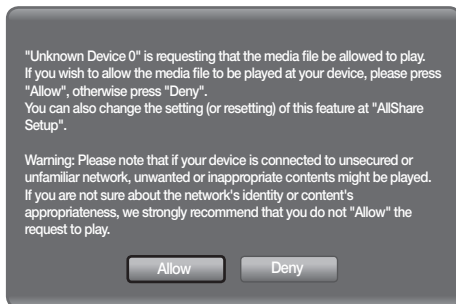 "Unknown Device 0" is requesting that the media file be allowed to play.
If you wish to allow the media file to be played at your device, please press
"Allow", otherwise press "Deny".
You can also change the setting (or resetting) of this feature at "AllShare
Setup".
Warning: Please note that if your device is connected to unsecured or
unfamiliar network, unwanted or inappropriate contents might be played.
If you are not sure about the network's identity or content's
appropriateness, we strongly recommend that you do not "Allow" the
request to play.
Allow
Deny